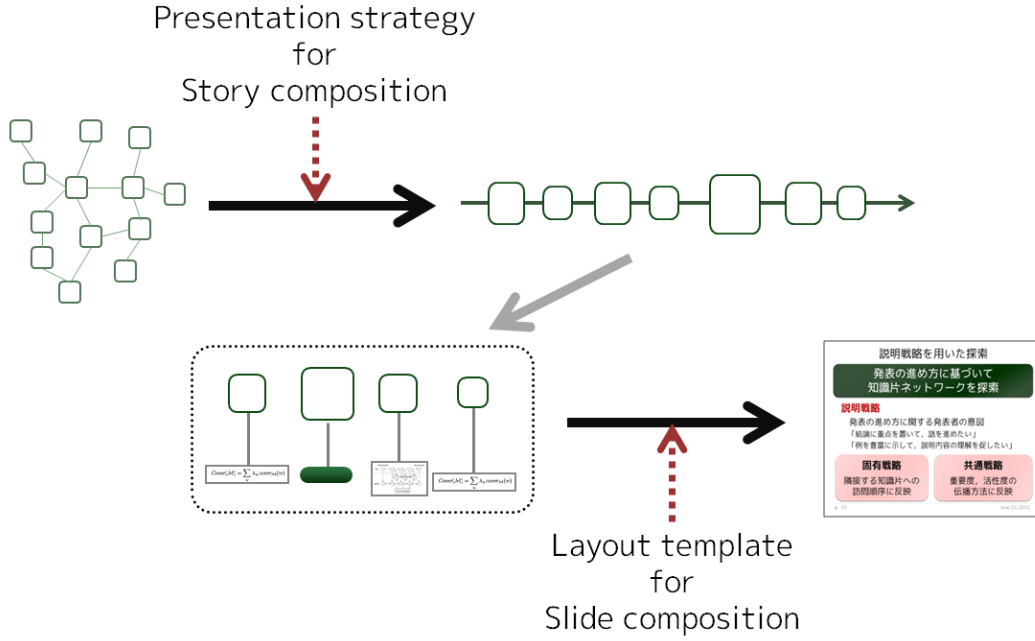 Presentation strategy
for
Story composition
説明戦略を用いた探索
発表の進め方に基づいて
知識片ネットワークを探索
説明戦略
発表の進め方に関する発表者の意図
「結論に重点を置いて，話を進めたい」
「例を豊富に示して，説明内容の理解を促したい」
固有戦略
隣接する知識片への
訪問順序に反映
共通戦略
重要度，活性度の
伝播方法に反映
June 23, 2012
Layout template
for
Slide composition